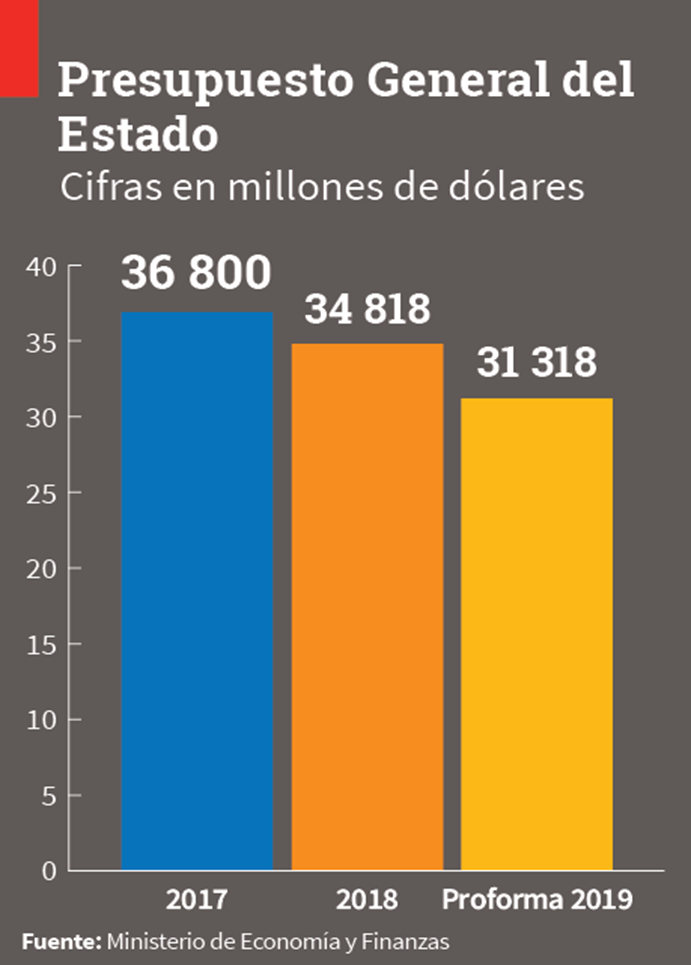 Presupuesto General del
Estado
Cifras en millones de dólares
40
35
30
25
20
15
10
5
0
36 800
34 818
31 318
2017
2018
Proforma 2019
Fuente: Ministerio de Economía y Finanzas